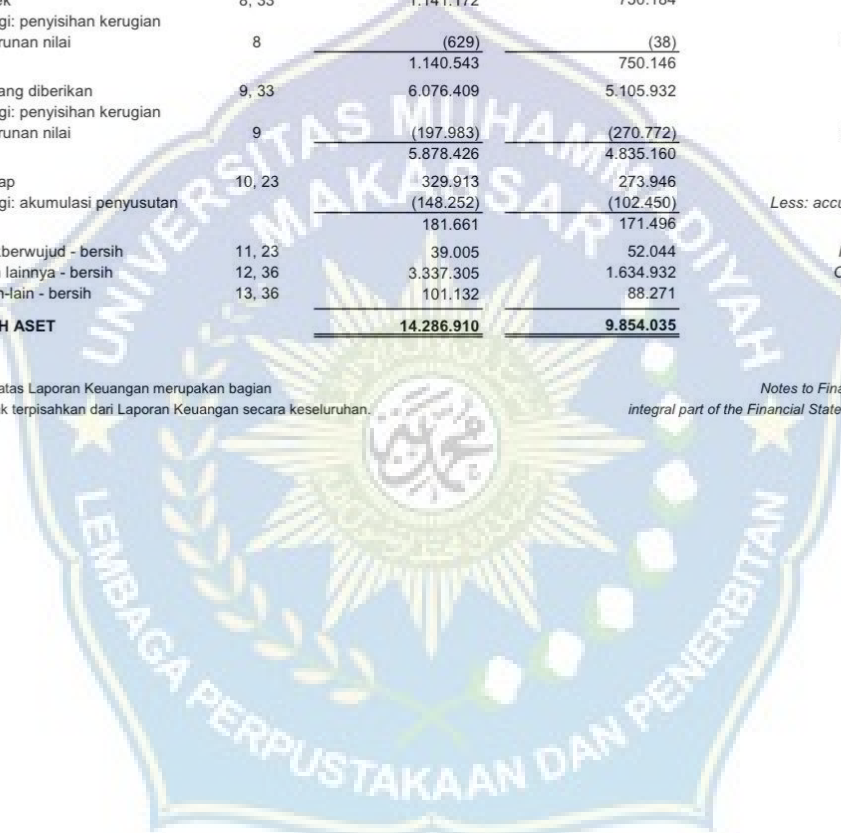 8, 33 1.141.172 750.184
gi: penyisihan kerugian
runan nilai 8 (629) (38)
1.140.543 750.146
ang diberikan 9, 33 6.076.409 5.105.932
gi: penyisihan kerugian
runan nilai 9 (197.983) (270.772)
5.878.426 4.835.160
ap 10, 23 329.913 273.946
gi: akumulasi penyusutan (148.252) (102.450) Less: accu
181.661 171.496
berwujud - bersih 11, 23 39.005 52.044
lainnya - bersih 12, 36 3.337.305 1.634.932
n-lain - bersih 13, 36 101.132 88.271
H ASET 14.286.910 9.854.035
atas Laporan Keuangan merupakan bagian Notes to Fina
k terpisahkan dari Laporan Keuangan secara keseluruhan. integral part of the Financial State
UNIVERSITAS MUHAMMADIYAH
MAKASSAR
LEMBAGA PERPUSTAKAAN DAN PENERBITAN